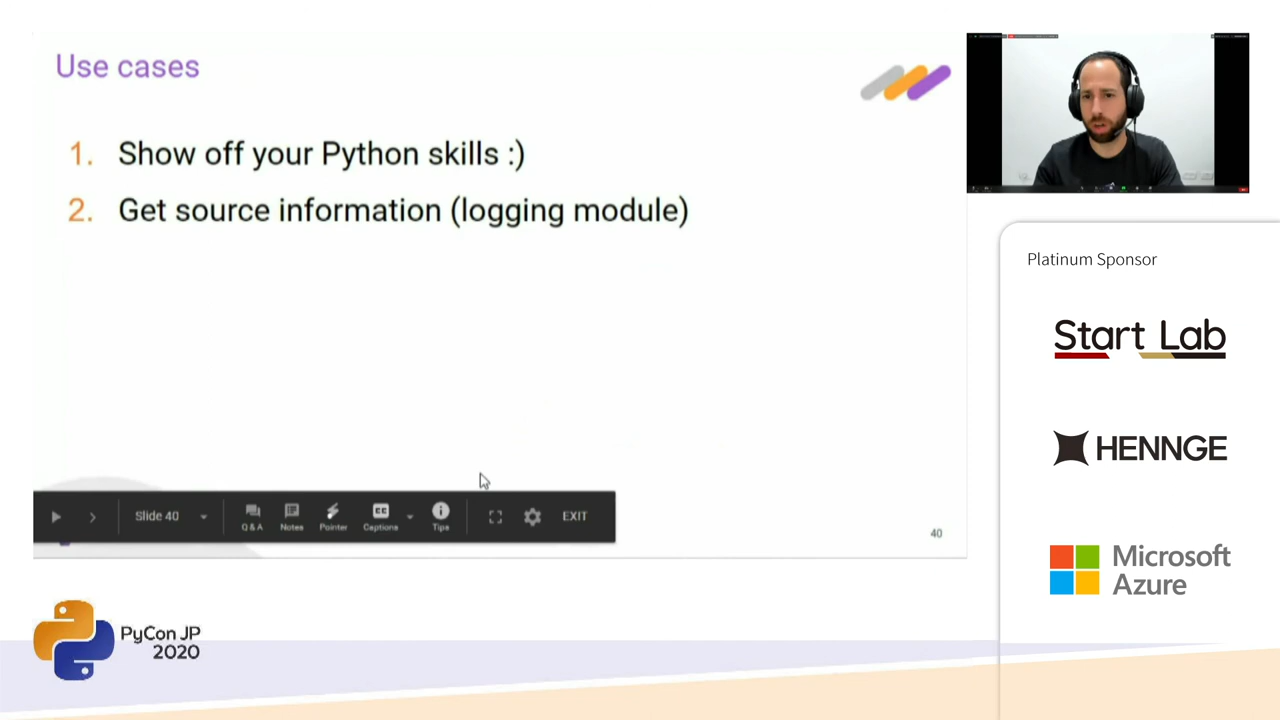 Use cases
1. Show off your Python skills :)
2. Get source information (logging module)
Slide 40
Q & A
Notes
Pointer
CC
Captions
Tips
EXIT
40
Platinum Sponsor
Start Lab
HENNGE
Microsoft
Azure
PyCon JP
2020